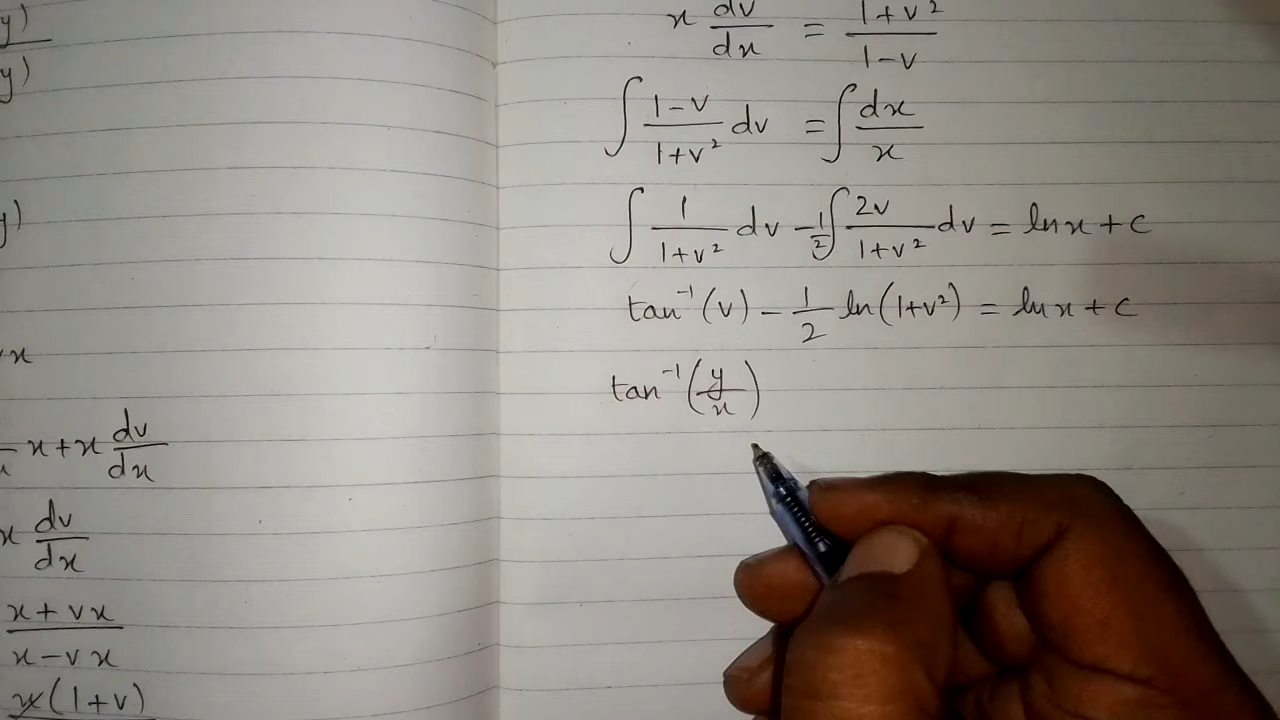 y)
y)
y)
vx
x + x dv/dx
x dv/dx
x + vx
x - vx
x(1+v)
x dv/dx = 1+v²/1-v
∫ 1-v/1+v² dv = ∫ dx/x
∫ 1/1+v² dv - 1/2 ∫ 2v/1+v² dv = ln x + c
tan⁻¹(v) - 1/2 ln(1+v²) = ln x + c
tan⁻¹(y/x)